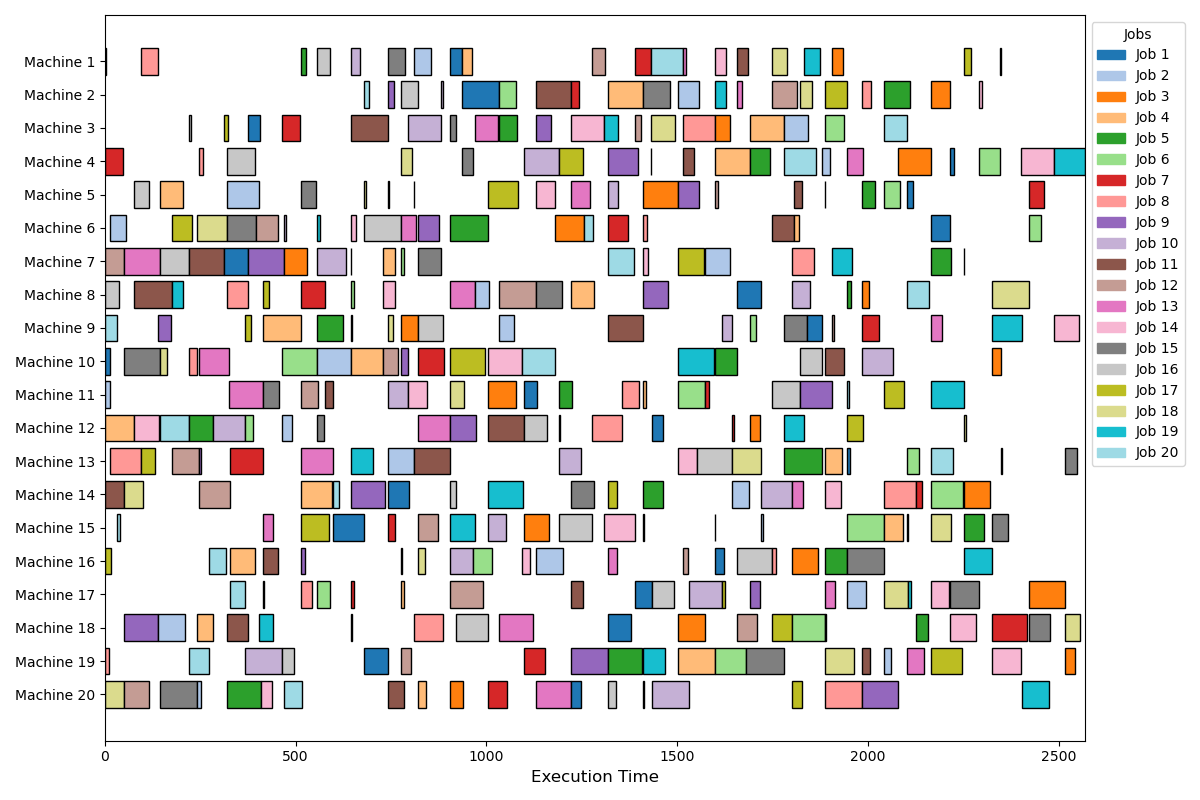 Machine 1
Machine 2
Machine 3
Machine 4
Machine 5
Machine 6
Machine 7
Machine 8
Machine 9
Machine 10
Machine 11
Machine 12
Machine 13
Machine 14
Machine 15
Machine 16
Machine 17
Machine 18
Machine 19
Machine 20
0 500 1000 1500 2000 2500
Execution Time
Jobs
Job 1
Job 2
Job 3
Job 4
Job 5
Job 6
Job 7
Job 8
Job 9
Job 10
Job 11
Job 12
Job 13
Job 14
Job 15
Job 16
Job 17
Job 18
Job 19
Job 20